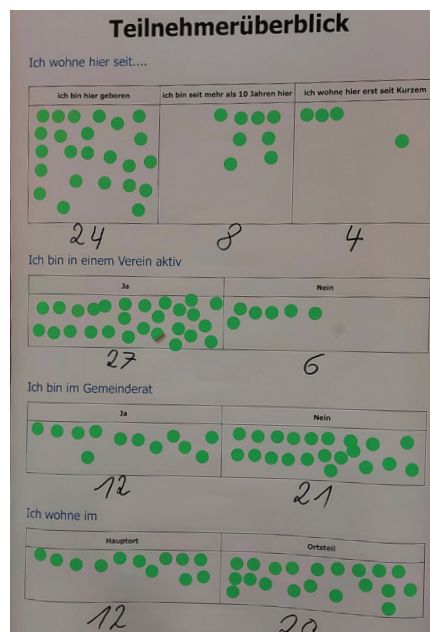 Teilnehmerüberblick
Ich wohne hier seit....
ich bin hier geboren ich bin seit mehr als 10 Jahren hier ich wohne hier erst seit Kurzem
24 8 4
Ich bin in einem Verein aktiv
Ja Nein
27 6
Ich bin im Gemeinderat
Ja Nein
12 21
Ich wohne im
Hauptort Ortsteil
12 20